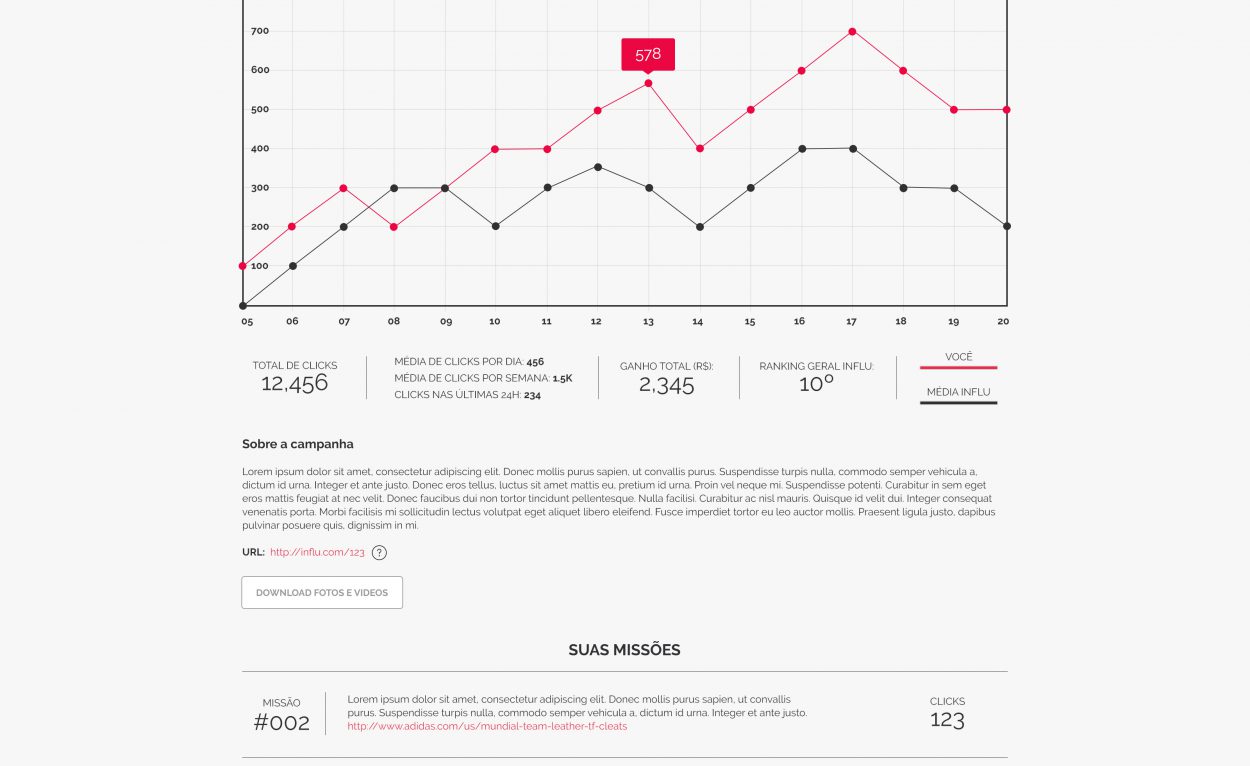 700
578
600
500
400
300
200
100
05 06 07 08 09 10 11 12 13 14 15 16 17 18 19 20
TOTAL DE CLICKS
12,456
MÉDIA DE CLICKS POR DIA: 456
MÉDIA DE CLICKS POR SEMANA: 1.5K
CLICKS NAS ÚLTIMAS 24H: 234
GANHO TOTAL (R$):
2,345
RANKING GERAL INFLU:
10º
VOCÊ
MÉDIA INFLU
Sobre a campanha
Lorem ipsum dolor sit amet, consectetur adipiscing elit. Donec mollis purus sapien, ut convallis purus. Suspendisse turpis nulla, commodo semper vehicula a,
dictum id urna. Integer et ante justo. Donec eros tellus, luctus sit amet mattis eu, pretium id urna. Proin vel neque mi. Suspendisse potenti. Curabitur in sem eget
eros mattis feugiat at nec velit. Donec faucibus dui non tortor tincidunt pellentesque. Nulla facilisi. Curabitur ac nisl mauris. Quisque id velit dui. Integer consequat
venenatis porta. Morbi facilisis mi sollicitudin lectus volutpat eget aliquet libero eleifend. Fusce imperdiet tortor eu leo auctor mollis. Praesent ligula justo, dapibus
pulvinar posuere quis, dignissim in mi.
URL: http://influ.com/123 ?
DOWNLOAD FOTOS E VIDEOS
SUAS MISSÕES
MISSÃO
#002
Lorem ipsum dolor sit amet, consectetur adipiscing elit. Donec mollis purus sapien, ut convallis
purus. Suspendisse turpis nulla, commodo semper vehicula a, dictum id urna. Integer et ante justo.
http://www.adidas.com/us/mundial-team-leather-tf-cleats
CLICKS
123